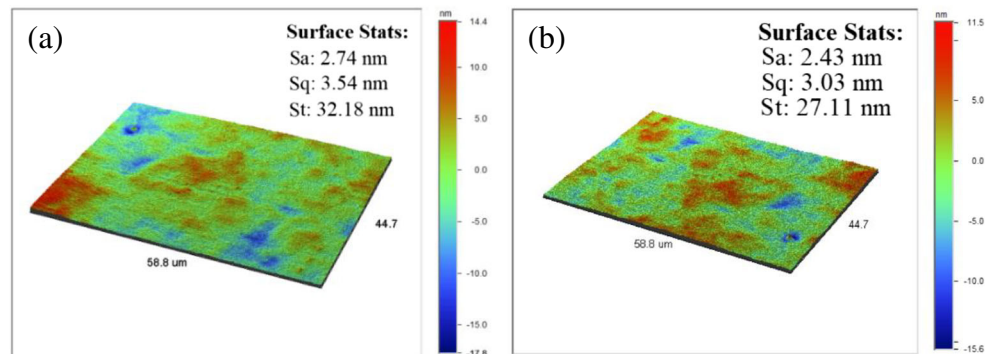 (a)
Surface Stats:
Sa: 2.74 nm
Sq: 3.54 nm
St: 32.18 nm
58.8 um
44.7
nm
14.4
10.0
5.0
0.0
-5.0
-10.0
-15.0
-17.8
(b)
Surface Stats:
Sa: 2.43 nm
Sq: 3.03 nm
St: 27.11 nm
58.8 um
44.7
nm
11.5
5.0
0.0
-5.0
-10.0
-15.6